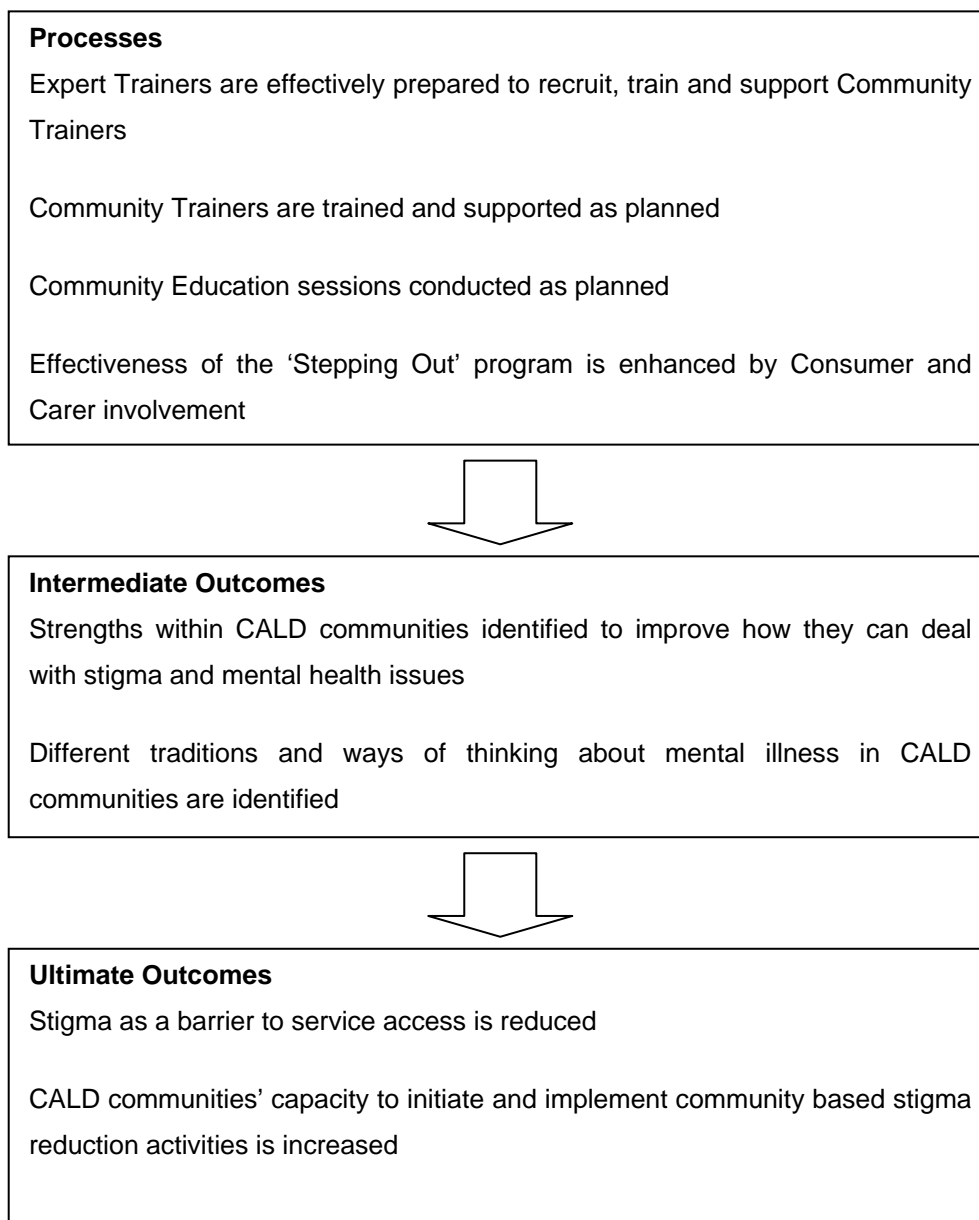 Processes
Expert Trainers are effectively prepared to recruit, train and support Community
Trainers
Community Trainers are trained and supported as planned
Community Education sessions conducted as planned
Effectiveness of the ‘Stepping Out’ program is enhanced by Consumer and
Carer involvement
Intermediate Outcomes
Strengths within CALD communities identified to improve how they can deal
with stigma and mental health issues
Different traditions and ways of thinking about mental illness in CALD
communities are identified
Ultimate Outcomes
Stigma as a barrier to service access is reduced
CALD communities’ capacity to initiate and implement community based stigma
reduction activities is increased